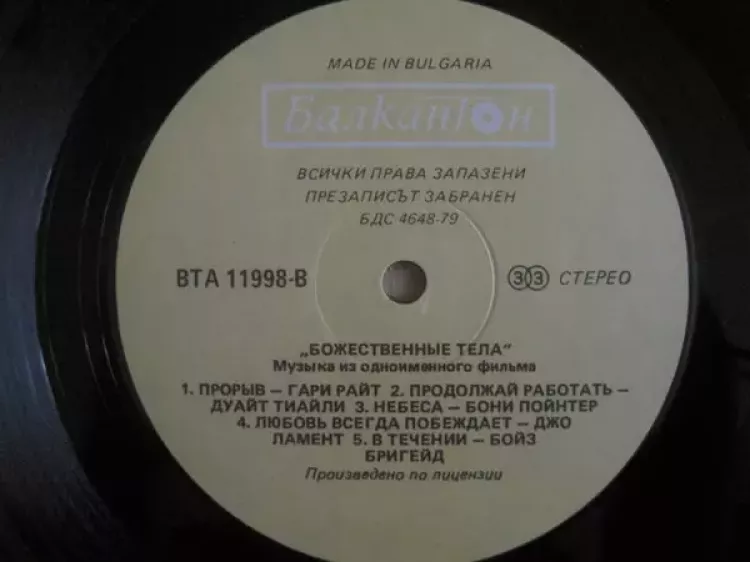 MADE IN BULGARIA
Балкантон
ВСИЧКИ ПРАВА ЗАПАЗЕНИ
ПРЕЗАПИСЪТ ЗАБРАНЕН
БДС 4648-79
ВТА 11998-В
33 СТЕРЕО
„БОЖЕСТВЕННЫЕ ТЕЛА“
Музыка из одноименного фильма
1. ПРОРЫВ – ГАРИ РАЙТ 2. ПРОДОЛЖАЙ РАБОТАТЬ –
ДУАЙТ ТИАЙЛИ 3. НЕБЕСА – БОНИ ПОЙНТЕР
4. ЛЮБОВЬ ВСЕГДА ПОБЕЖДАЕТ – ДЖО
ЛАМЕНТ 5. В ТЕЧЕНИИ – БОЙЗ
БРИГЕЙД
Произведено по лицензии